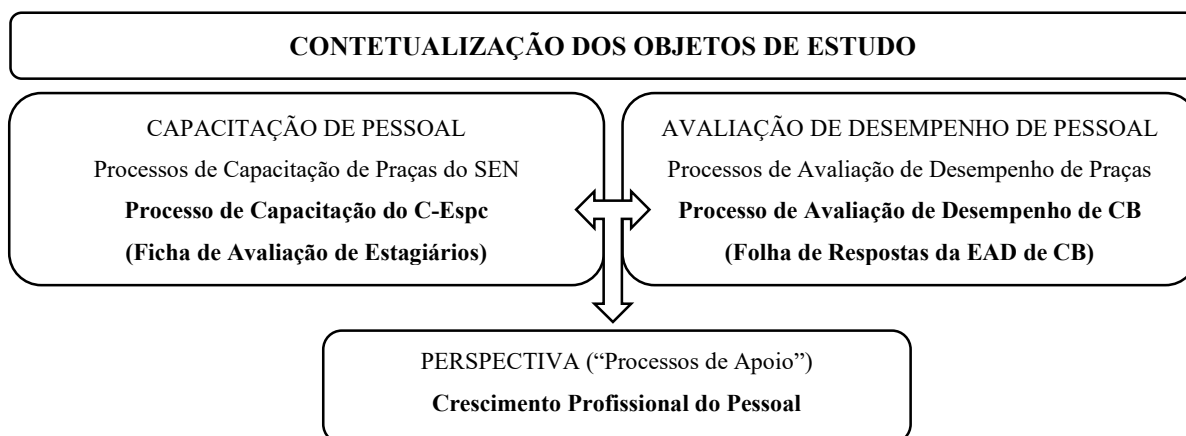 CONTETUALIZAÇÃO DOS OBJETOS DE ESTUDO
CAPACITAÇÃO DE PESSOAL
Processos de Capacitação de Praças do SEN
Processo de Capacitação do C-Espc
(Ficha de Avaliação de Estagiários)
AVALIAÇÃO DE DESEMPENHO DE PESSOAL
Processos de Avaliação de Desempenho de Praças
Processo de Avaliação de Desempenho de CB
(Folha de Respostas da EAD de CB)
PERSPECTIVA (“Processos de Apoio”)
Crescimento Profissional do Pessoal